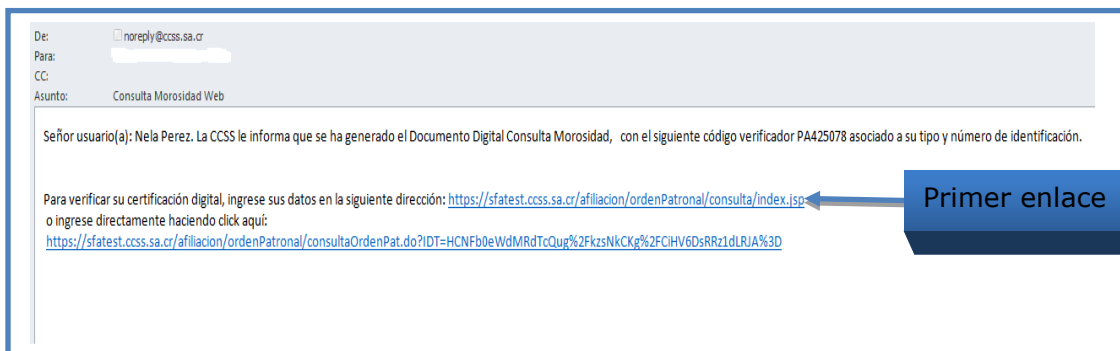 De: noreply@ccss.sa.cr
Para:
CC:
Asunto: Consulta Morosidad Web
Señor usuario(a): Nela Perez. La CCSS le informa que se ha generado el Documento Digital Consulta Morosidad, con el siguiente código verificador PA425078 asociado a su tipo y número de identificación.
Para verificar su certificación digital, ingrese sus datos en la siguiente dirección: https://sfatest.ccss.sa.cr/afiliacion/ordenPatronal/consulta/index.jsp
Primer enlace
o ingrese directamente haciendo click aquí:
https://sfatest.ccss.sa.cr/afiliacion/ordenPatronal/consultaOrdenPat.do?IDT=HCNFb0eWdMRdTcQug%2FkzsNkCKg%2FCiHV6DsRRz1dLRJA%3D